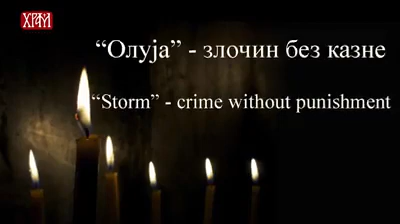 ХРАМ
“Олуја” - злочин без казне
“Storm” - crime without punishment